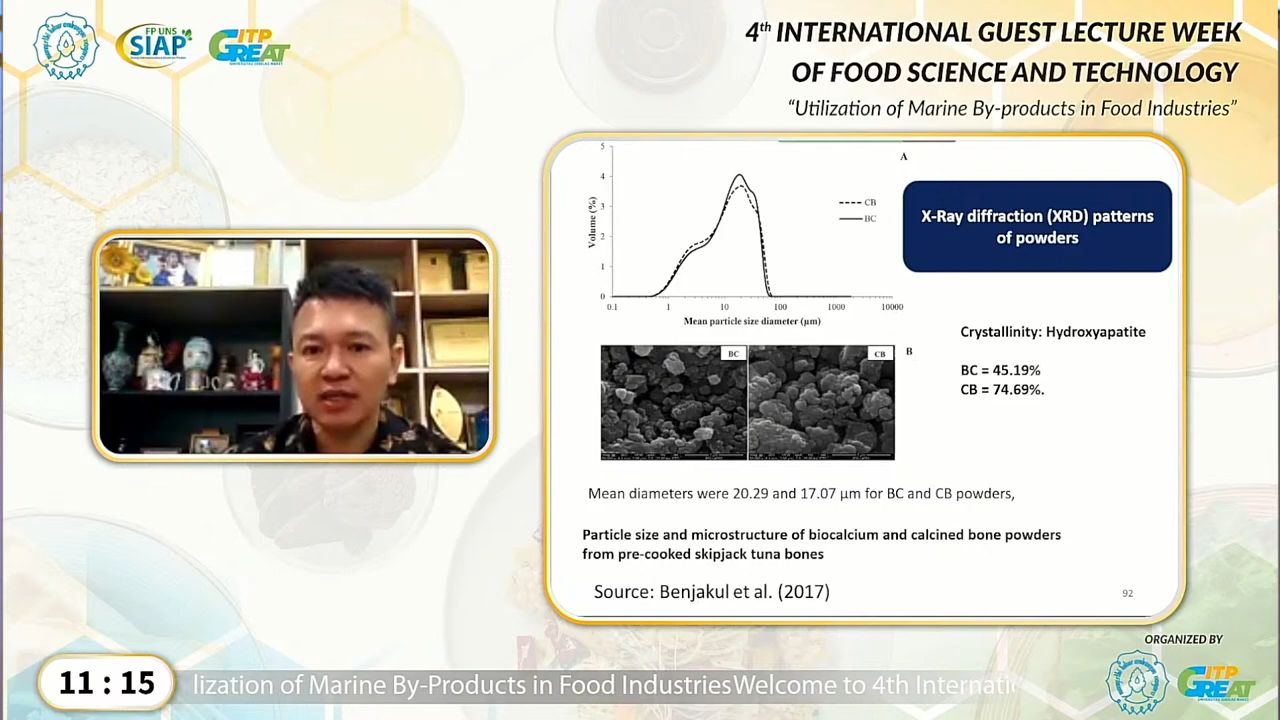 FP UNS
SIAP
ITP
GREAT
4th INTERNATIONAL GUEST LECTURE WEEK
OF FOOD SCIENCE AND TECHNOLOGY
“Utilization of Marine By-products in Food Industries”
5
4
3
2
1
0
Volume (%)
0.1
1
10
100
1000
10000
Mean particle size diameter (µm)
A
CB
BC
X-Ray diffraction (XRD) patterns
of powders
Crystallinity: Hydroxyapatite
BC = 45.19%
CB = 74.69%.
BC
CB
B
Mean diameters were 20.29 and 17.07 µm for BC and CB powders,
Particle size and microstructure of biocalcium and calcined bone powders
from pre-cooked skipjack tuna bones
Source: Benjakul et al. (2017)
92
ORGANIZED BY
ITP
GREAT
11 : 15
lization of Marine By-Products in Food IndustriesWelcome to 4th Internati